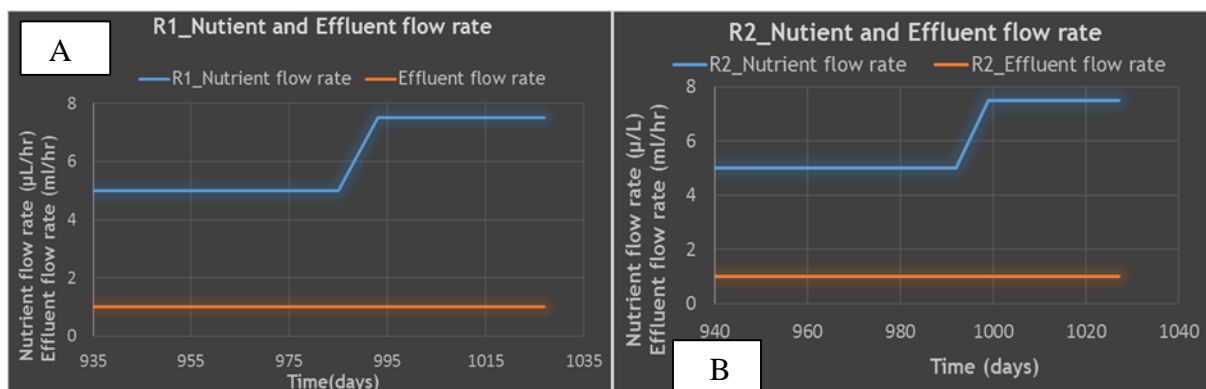 A
R1_Nutient and Effluent flow rate
R1_Nutrient flow rate Effluent flow rate
Nutrient flow rate (µL/hr)
Effluent flow rate (ml/hr)
8
6
4
2
0
935 955 975 995 1015 1035
Time(days)
R2_Nutient and Effluent flow rate
R2_Nutrient flow rate R2_Effluent flow rate
Nutrient flow rate (µ/L)
Effluent flow rate (ml/hr)
8
6
4
2
0
940 960 980 1000 1020 1040
Time (days)
B